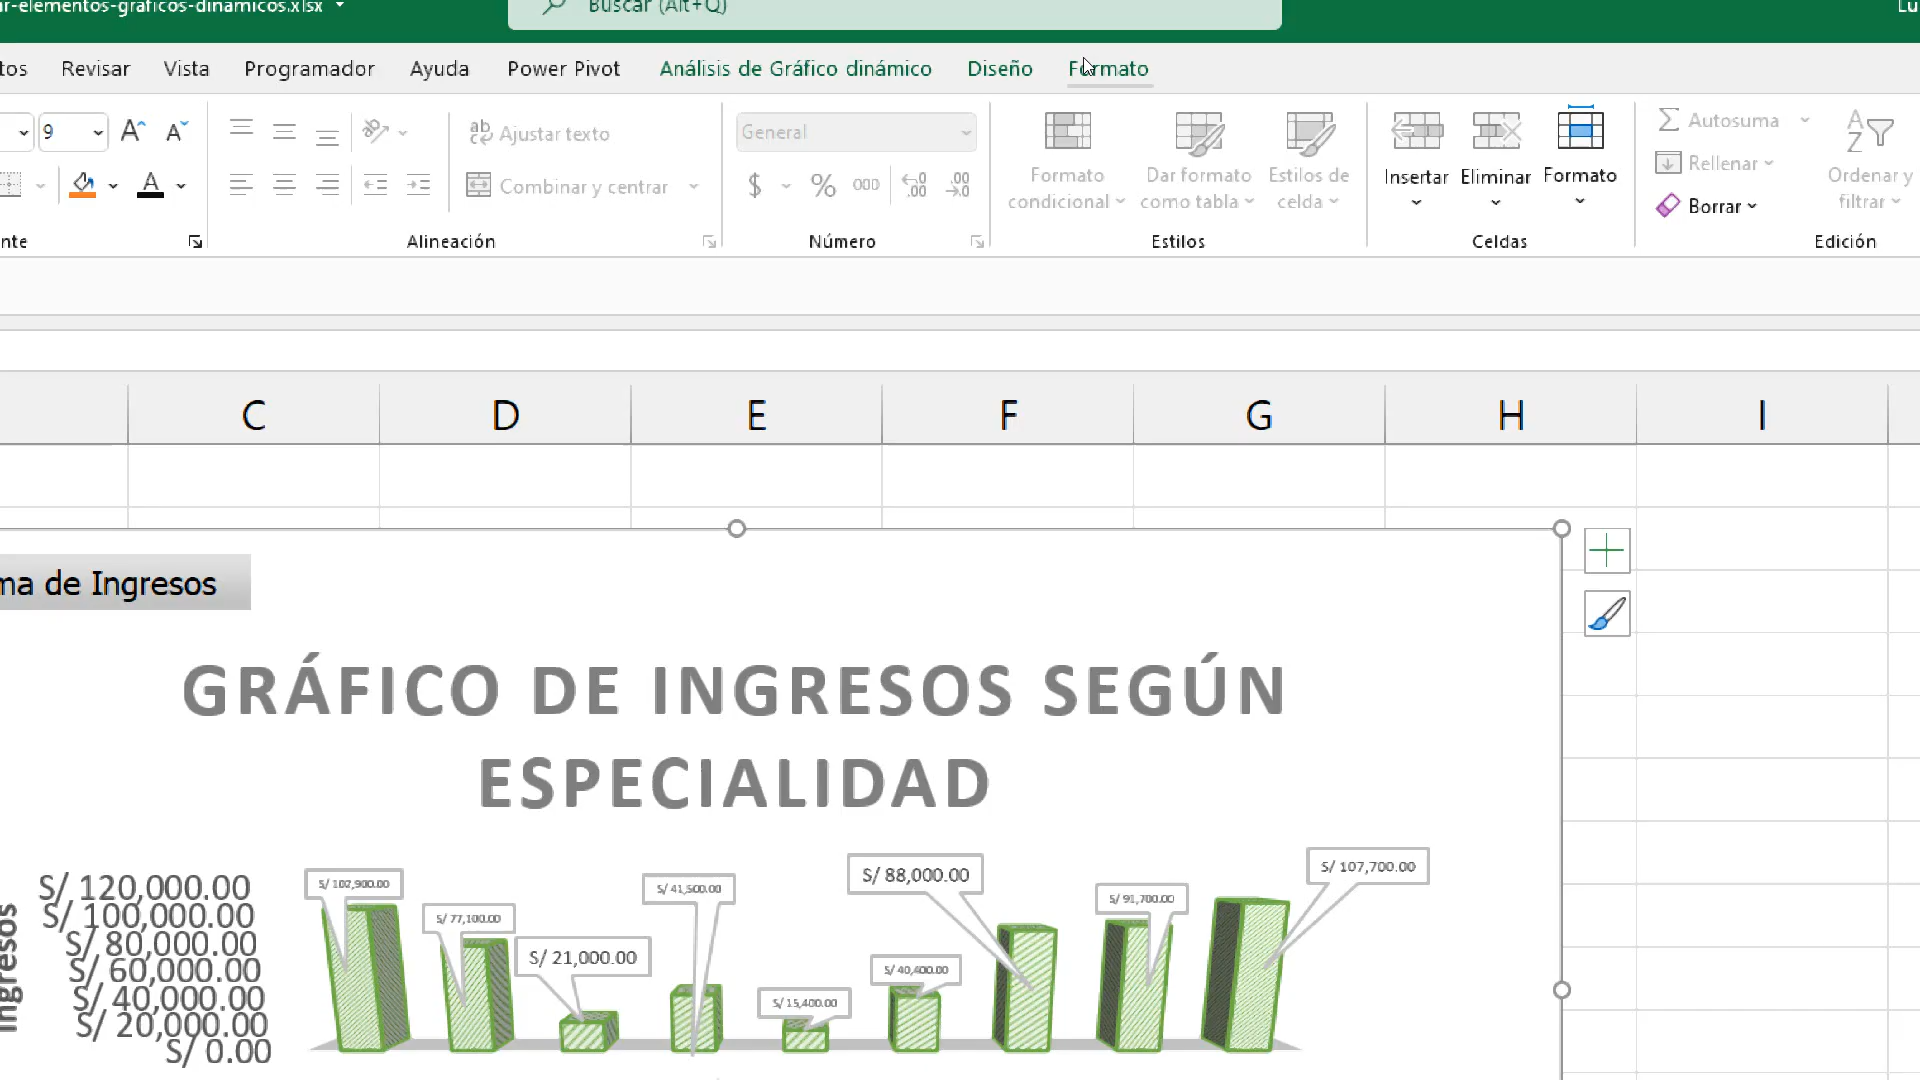 r-elementos-graficos-dinamicos.xlsx
Buscar (Alt+Q)
Lu
tos Revisar Vista Programador Ayuda Power Pivot Análisis de Gráfico dinámico Diseño Formato
9 Ajustar texto General Formato condicional Dar formato como tabla Estilos de celda Insertar Eliminar Formato Autosuma Rellenar Borrar Ordenar y filtrar
Combinar y centrar $ % 000
nte Alineación Número Estilos Celdas Edición
C D E F G H I
ma de Ingresos
GRÁFICO DE INGRESOS SEGÚN
ESPECIALIDAD
Ingresos
S/ 120,000.00
S/ 100,000.00
S/ 80,000.00
S/ 60,000.00
S/ 40,000.00
S/ 20,000.00
S/ 0.00
S/ 102,900.00
S/ 77,100.00
S/ 21,000.00
S/ 41,500.00
S/ 15,400.00
S/ 40,400.00
S/ 88,000.00
S/ 91,700.00
S/ 107,700.00